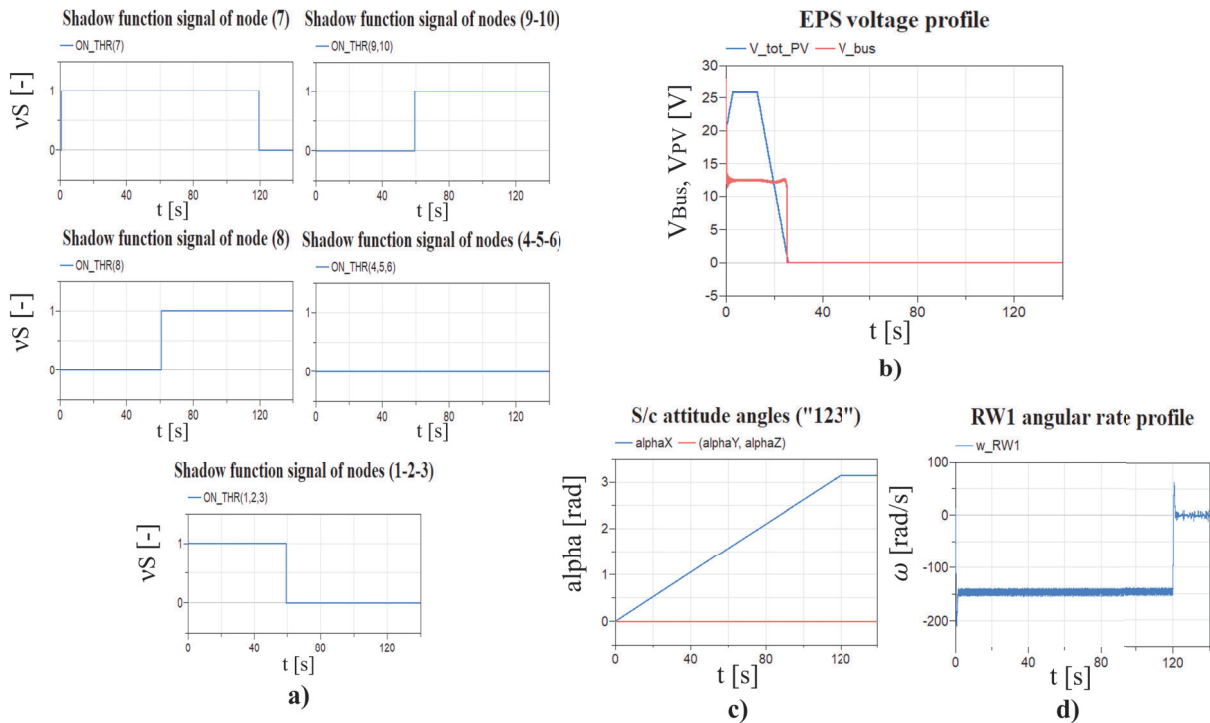 Shadow function signal of node (7)
ON_THR(7)
νS [-]
1
0
0 40 80 120
t [s]
Shadow function signal of nodes (9-10)
ON_THR(9,10)
1
0
0 40 80 120
t [s]
Shadow function signal of node (8)
ON_THR(8)
νS [-]
1
0
0 40 80 120
t [s]
Shadow function signal of nodes (4-5-6)
ON_THR(4,5,6)
1
0
0 40 80 120
t [s]
Shadow function signal of nodes (1-2-3)
ON_THR(1,2,3)
νS [-]
1
0
0 40 80 120
t [s]
a)
EPS voltage profile
V_tot_PV V_bus
VBus, VPV [V]
30
25
20
15
10
5
0
-5
0 40 80 120
t [s]
b)
S/c attitude angles ("123")
alphaX (alphaY, alphaZ)
alpha [rad]
3
2
1
0
0 40 80 120
t [s]
c)
RW1 angular rate profile
w_RW1
ω [rad/s]
100
0
-100
-200
0 40 80 120
t [s]
d)